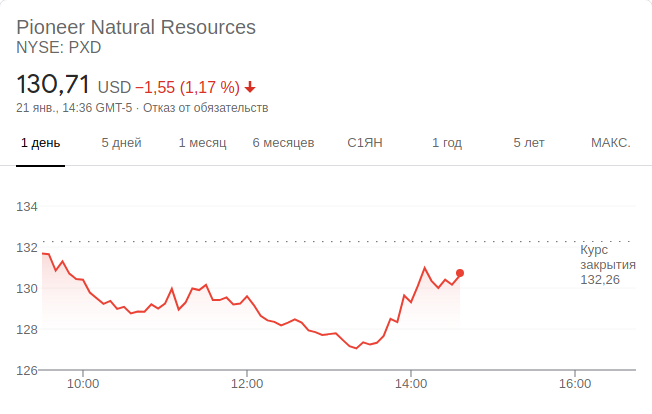 Pioneer Natural Resources
NYSE: PXD
130,71 USD −1,55 (1,17 %)
21 янв., 14:36 GMT-5 · Отказ от обязательств
1 день 5 дней 1 месяц 6 месяцев С1ЯН 1 год 5 лет МАКС.
134
132
130
128
126
Курс
закрытия
132,26
10:00 12:00 14:00 16:00